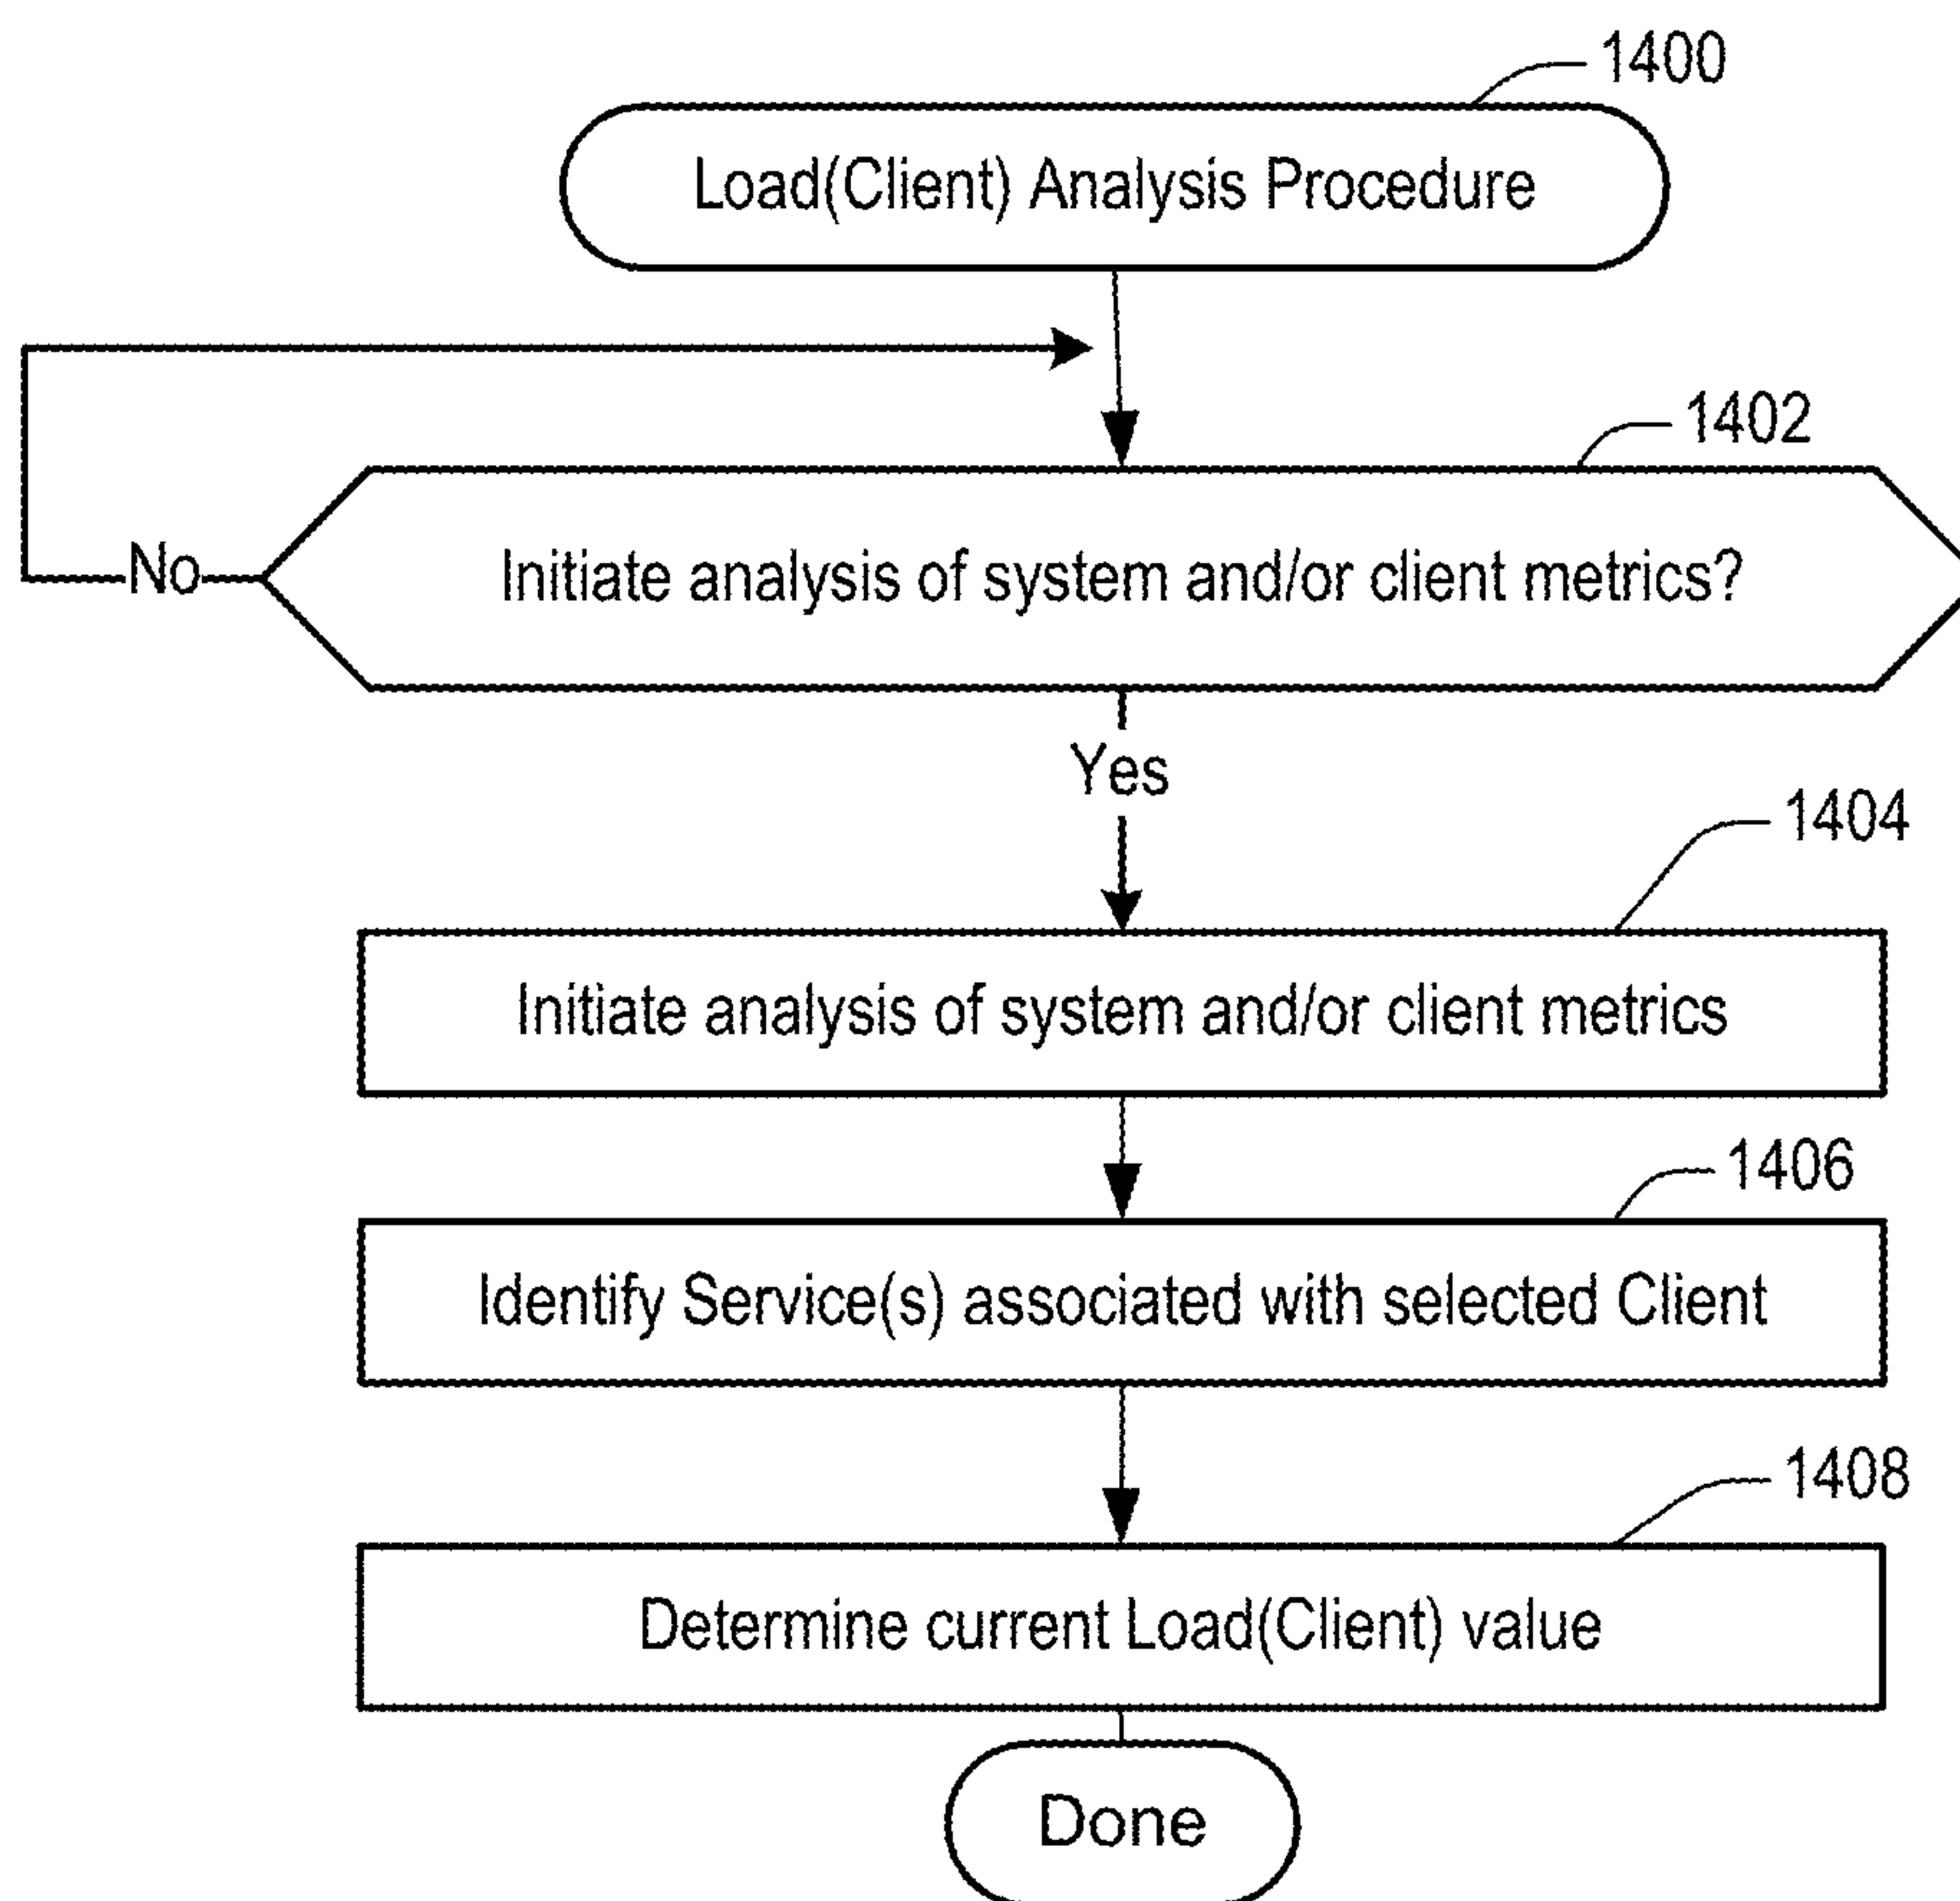 1400
Load(Client) Analysis Procedure
1402
Initiate analysis of system and/or client metrics?
No
Yes
1404
Initiate analysis of system and/or client metrics
1406
Identify Service(s) associated with selected Client
1408
Determine current Load(Client) value
Done